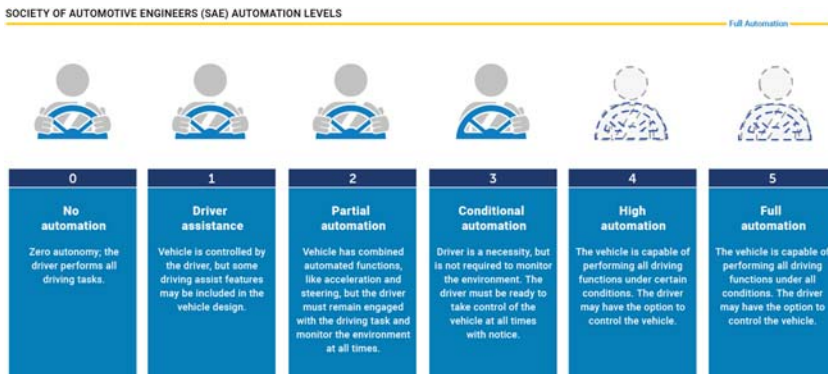 SOCIETY OF AUTOMOTIVE ENGINEERS (SAE) AUTOMATION LEVELS
Full Automation
0
No
automation
Zero autonomy; the
driver performs all
driving tasks.
1
Driver
assistance
Vehicle is controlled by
the driver, but some
driving assist features
may be included in the
vehicle design.
2
Partial
automation
Vehicle has combined
automated functions,
like acceleration and
steering, but the driver
must remain engaged
with the driving task and
monitor the environment
at all times.
3
Conditional
automation
Driver is a necessity, but
is not required to monitor
the environment. The
driver must be ready to
take control of the
vehicle at all times
with notice.
4
High
automation
The vehicle is capable of
performing all driving
functions under certain
conditions. The driver
may have the option to
control the vehicle.
5
Full
automation
The vehicle is capable of
performing all driving
functions under all
conditions. The driver
may have the option to
control the vehicle.